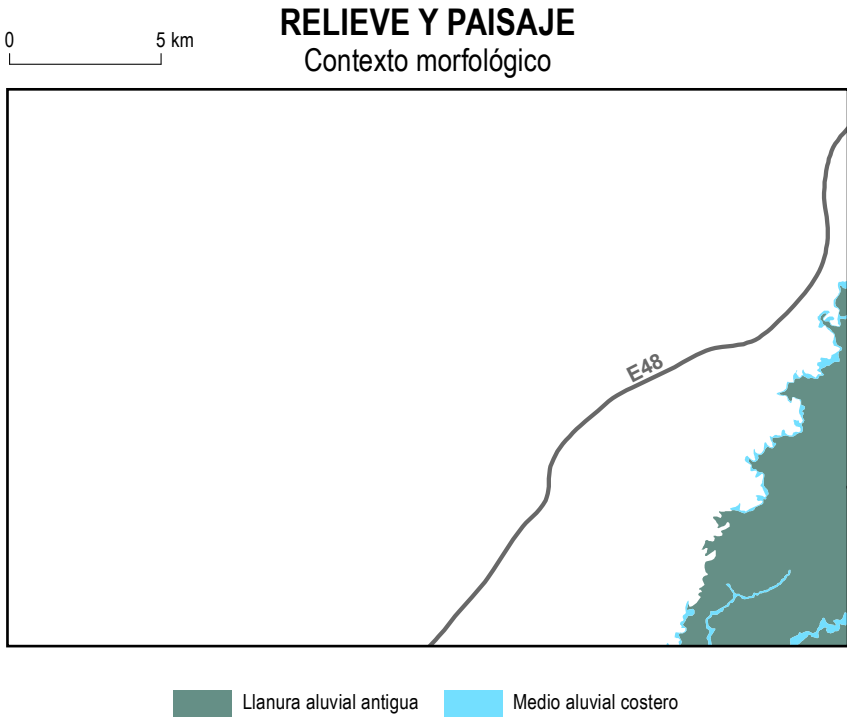 RELIEVE Y PAISAJE
Contexto morfológico
0 5 km
E48
Llanura aluvial antigua Medio aluvial costero